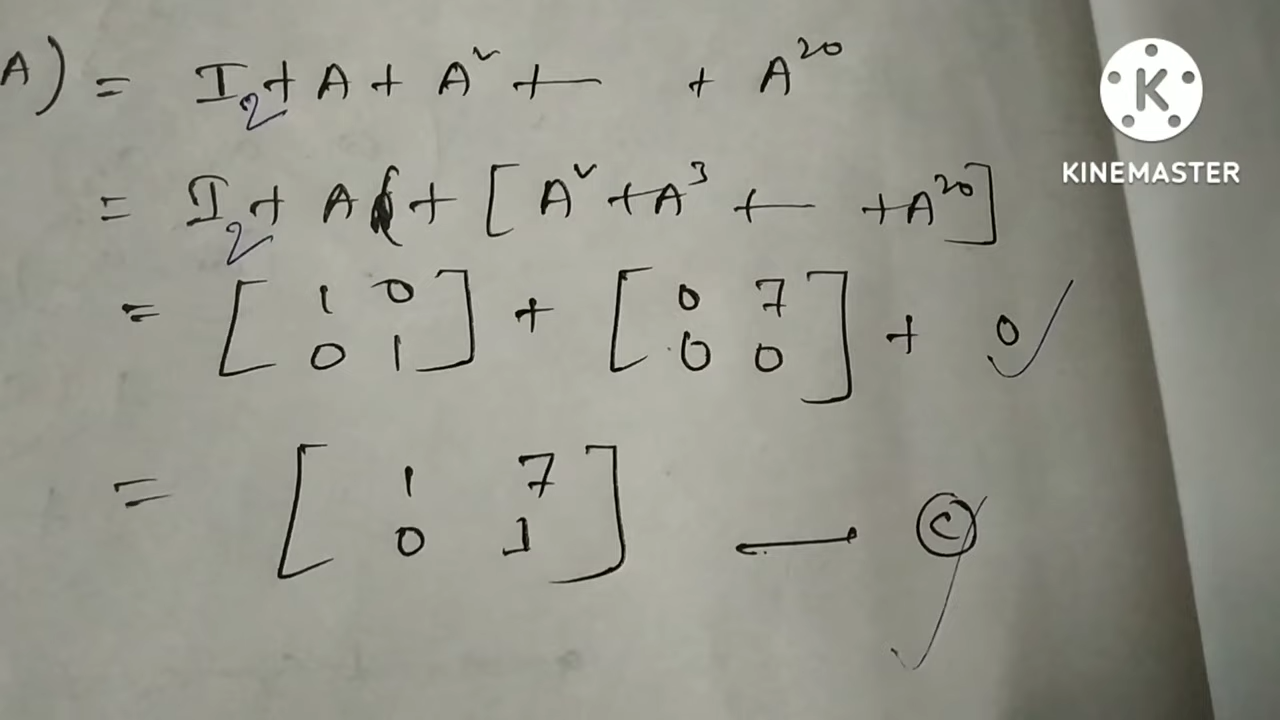 A) = I₂ + A + A² + — + A²⁰
= I₂ + A + [A² + A³ + — + A²⁰]
= [1 0
0 1] + [0 7
0 0] + 0
= [1 7
0 1] — ©
K
KINEMASTER